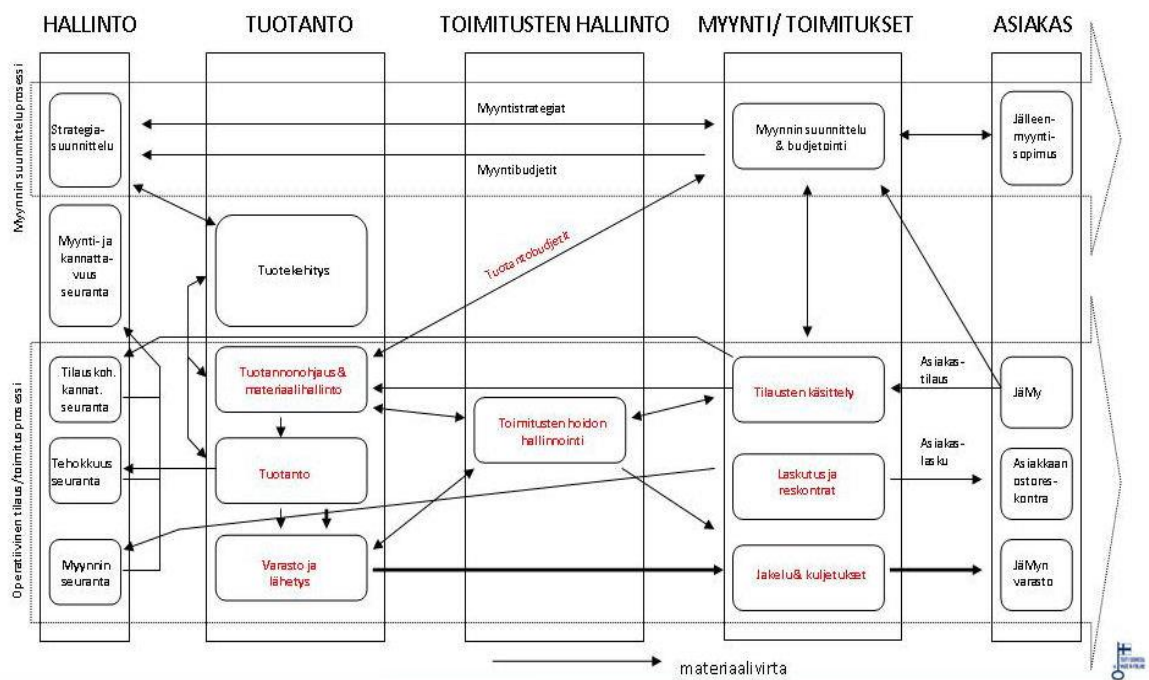 HALLINTO
TUOTANTO
TOIMITUSTEN HALLINTO
MYYNTI/ TOIMITUKSET
ASIAKAS
Myynnin suunnitteluprosessi
Strategia-
suunnittelu
Myyntistrategiat
Myyntibudjetit
Myynnin suunnittelu
& budjetointi
Jälleen-
myynti-
sopimus
Myynti- ja
kannatta-
vuus
seuranta
Tuotekehitys
Tuotantobudjetit
Operatiivinen tilaus/toimitus prosessi
Tilauskoh.
kannat.
seuranta
Tuotannonohjaus &
materiaalihallinto
Toimitusten hoidon
hallinnointi
Tilausten käsittely
Asiakas-
tilaus
JäMy
Tehokkuus
seuranta
Tuotanto
Laskutus ja
reskontrat
Asiakas-
lasku
Asiakkaan
ostores-
kontra
Myynnin
seuranta
Varasto ja
lähetys
Jakelu & kuljetukset
JäMyn
varasto
materiaalivirta